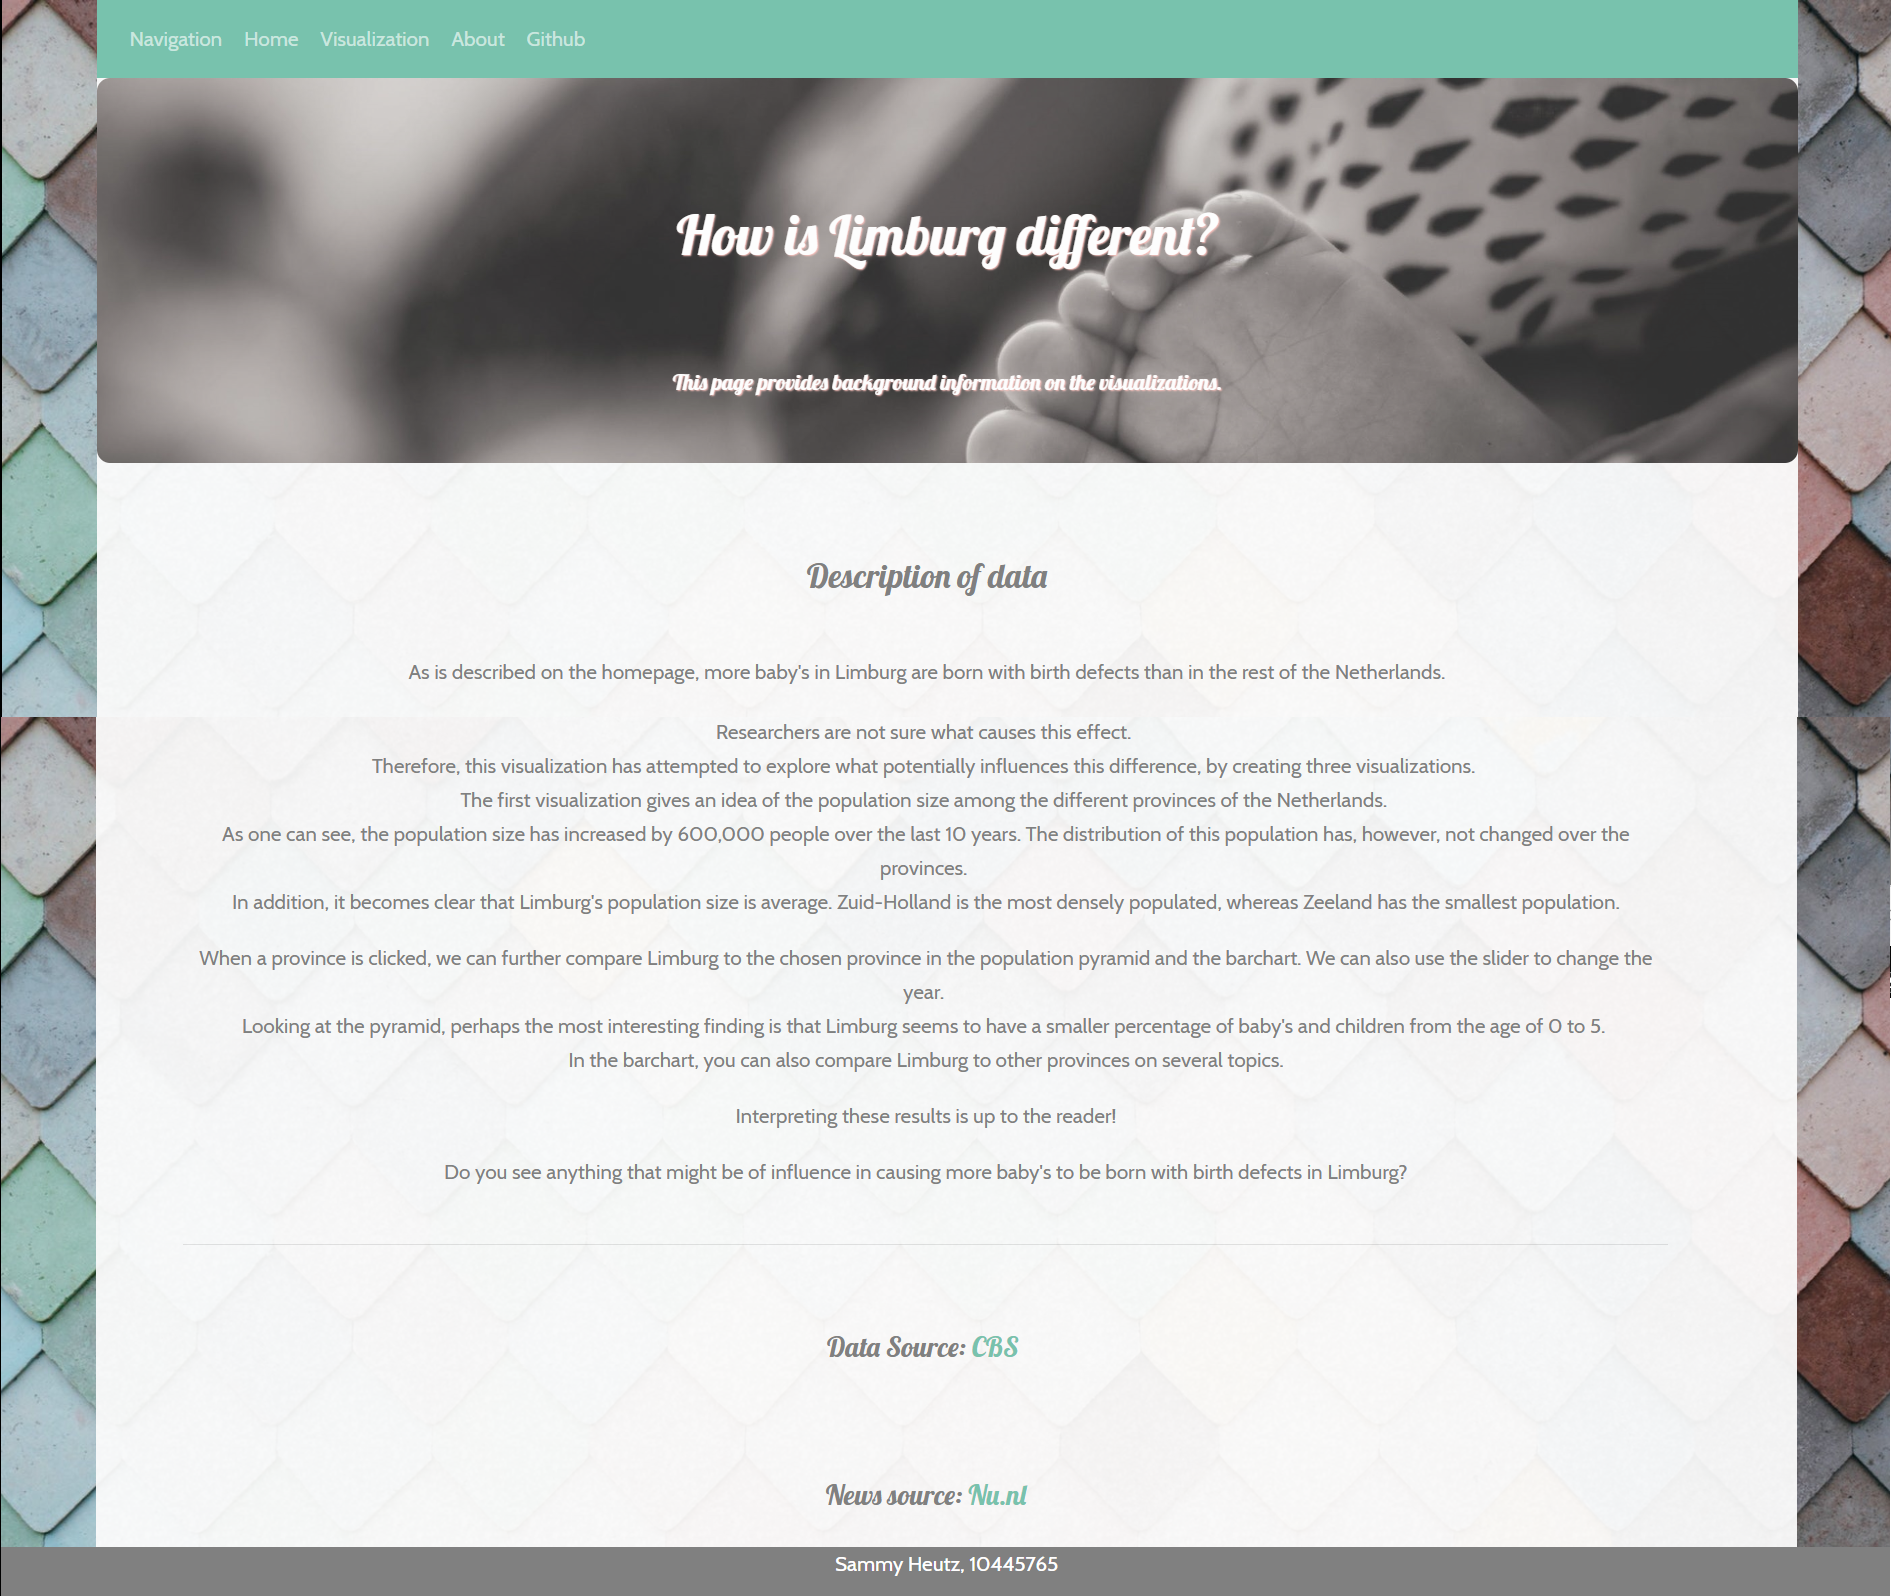 Navigation Home Visualization About Github
How is Limburg different?
This page provides background information on the visualizations.
Description of data
As is described on the homepage, more baby's in Limburg are born with birth defects than in the rest of the Netherlands.
Researchers are not sure what causes this effect.
Therefore, this visualization has attempted to explore what potentially influences this difference, by creating three visualizations.
The first visualization gives an idea of the population size among the different provinces of the Netherlands.
As one can see, the population size has increased by 600,000 people over the last 10 years. The distribution of this population has, however, not changed over the
provinces.
In addition, it becomes clear that Limburg's population size is average. Zuid-Holland is the most densely populated, whereas Zeeland has the smallest population.
When a province is clicked, we can further compare Limburg to the chosen province in the population pyramid and the barchart. We can also use the slider to change the
year.
Looking at the pyramid, perhaps the most interesting finding is that Limburg seems to have a smaller percentage of baby's and children from the age of 0 to 5.
In the barchart, you can also compare Limburg to other provinces on several topics.
Interpreting these results is up to the reader!
Do you see anything that might be of influence in causing more baby's to be born with birth defects in Limburg?
Data Source: CBS
News source: Nu.nl
Sammy Heutz, 10445765